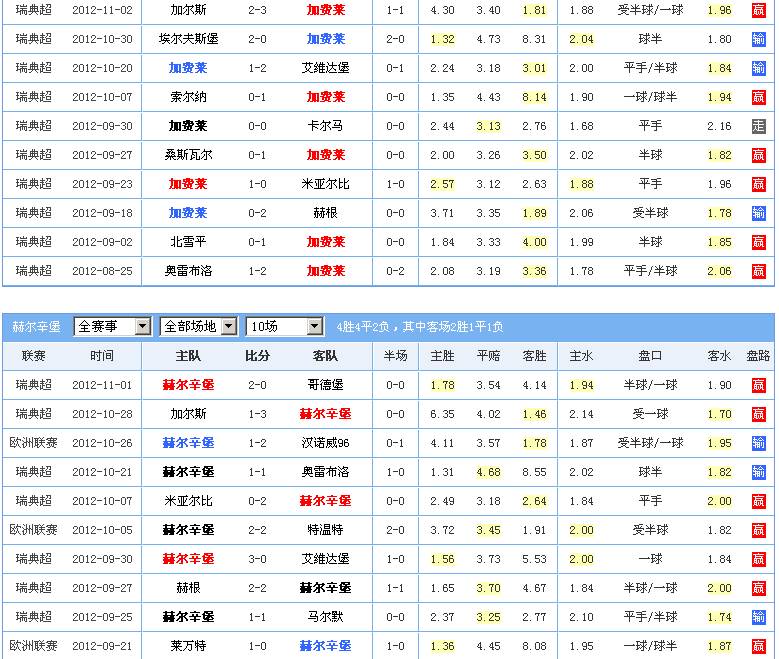 瑞典超 2012-11-02 加尔斯 2-3 加费莱 1-1 4.30 3.40 1.81 1.88 受半球/一球 1.96 赢
瑞典超 2012-10-30 埃尔夫斯堡 2-0 加费莱 2-0 1.32 4.73 8.31 2.04 球半 1.80 输
瑞典超 2012-10-20 加费莱 1-2 艾维达堡 0-1 2.24 3.18 3.01 2.00 平手/半球 1.84 输
瑞典超 2012-10-07 索尔纳 0-1 加费莱 0-0 1.35 4.43 8.14 1.90 一球/球半 1.94 赢
瑞典超 2012-09-30 加费莱 0-0 卡尔马 0-0 2.44 3.13 2.76 1.68 平手 2.16 走
瑞典超 2012-09-27 桑斯瓦尔 0-1 加费莱 0-0 2.00 3.26 3.50 2.02 半球 1.82 赢
瑞典超 2012-09-23 加费莱 1-0 米亚尔比 1-0 2.57 3.12 2.63 1.88 平手 1.96 赢
瑞典超 2012-09-18 加费莱 0-2 赫根 0-0 3.71 3.35 1.89 2.06 受半球 1.78 输
瑞典超 2012-09-02 北雪平 0-1 加费莱 0-0 1.84 3.33 4.00 1.99 半球 1.85 赢
瑞典超 2012-08-25 奥雷布洛 1-2 加费莱 0-2 2.08 3.19 3.36 1.78 平手/半球 2.06 赢
赫尔辛堡 全赛事 全部场地 10场 4胜4平2负，其中客场2胜1平1负
联赛 时间 主队 比分 客队 半场 主胜 平赔 客胜 主水 盘口 客水 盘路
瑞典超 2012-11-01 赫尔辛堡 2-0 哥德堡 0-0 1.78 3.54 4.14 1.94 半球/一球 1.90 赢
瑞典超 2012-10-28 加尔斯 1-3 赫尔辛堡 0-0 6.35 4.02 1.46 2.14 受一球 1.70 赢
欧洲联赛 2012-10-26 赫尔辛堡 1-2 汉诺威96 0-1 4.11 3.57 1.78 1.87 受半球/一球 1.95 输
瑞典超 2012-10-21 赫尔辛堡 1-1 奥雷布洛 1-0 1.31 4.68 8.55 2.02 球半 1.82 输
瑞典超 2012-10-07 米亚尔比 0-2 赫尔辛堡 0-0 2.49 3.18 2.64 1.84 平手 2.00 赢
欧洲联赛 2012-10-05 赫尔辛堡 2-2 特温特 2-0 3.72 3.45 1.91 2.00 受半球 1.82 赢
瑞典超 2012-09-30 赫尔辛堡 3-0 艾维达堡 1-0 1.56 3.73 5.53 2.00 一球 1.84 赢
瑞典超 2012-09-27 赫根 2-2 赫尔辛堡 1-1 1.65 3.70 4.67 1.84 半球/一球 2.00 赢
瑞典超 2012-09-25 赫尔辛堡 1-1 马尔默 0-0 2.37 3.25 2.77 2.10 平手/半球 1.74 输
欧洲联赛 2012-09-21 莱万特 1-0 赫尔辛堡 1-0 1.36 4.45 8.08 1.95 一球/球半 1.87 赢